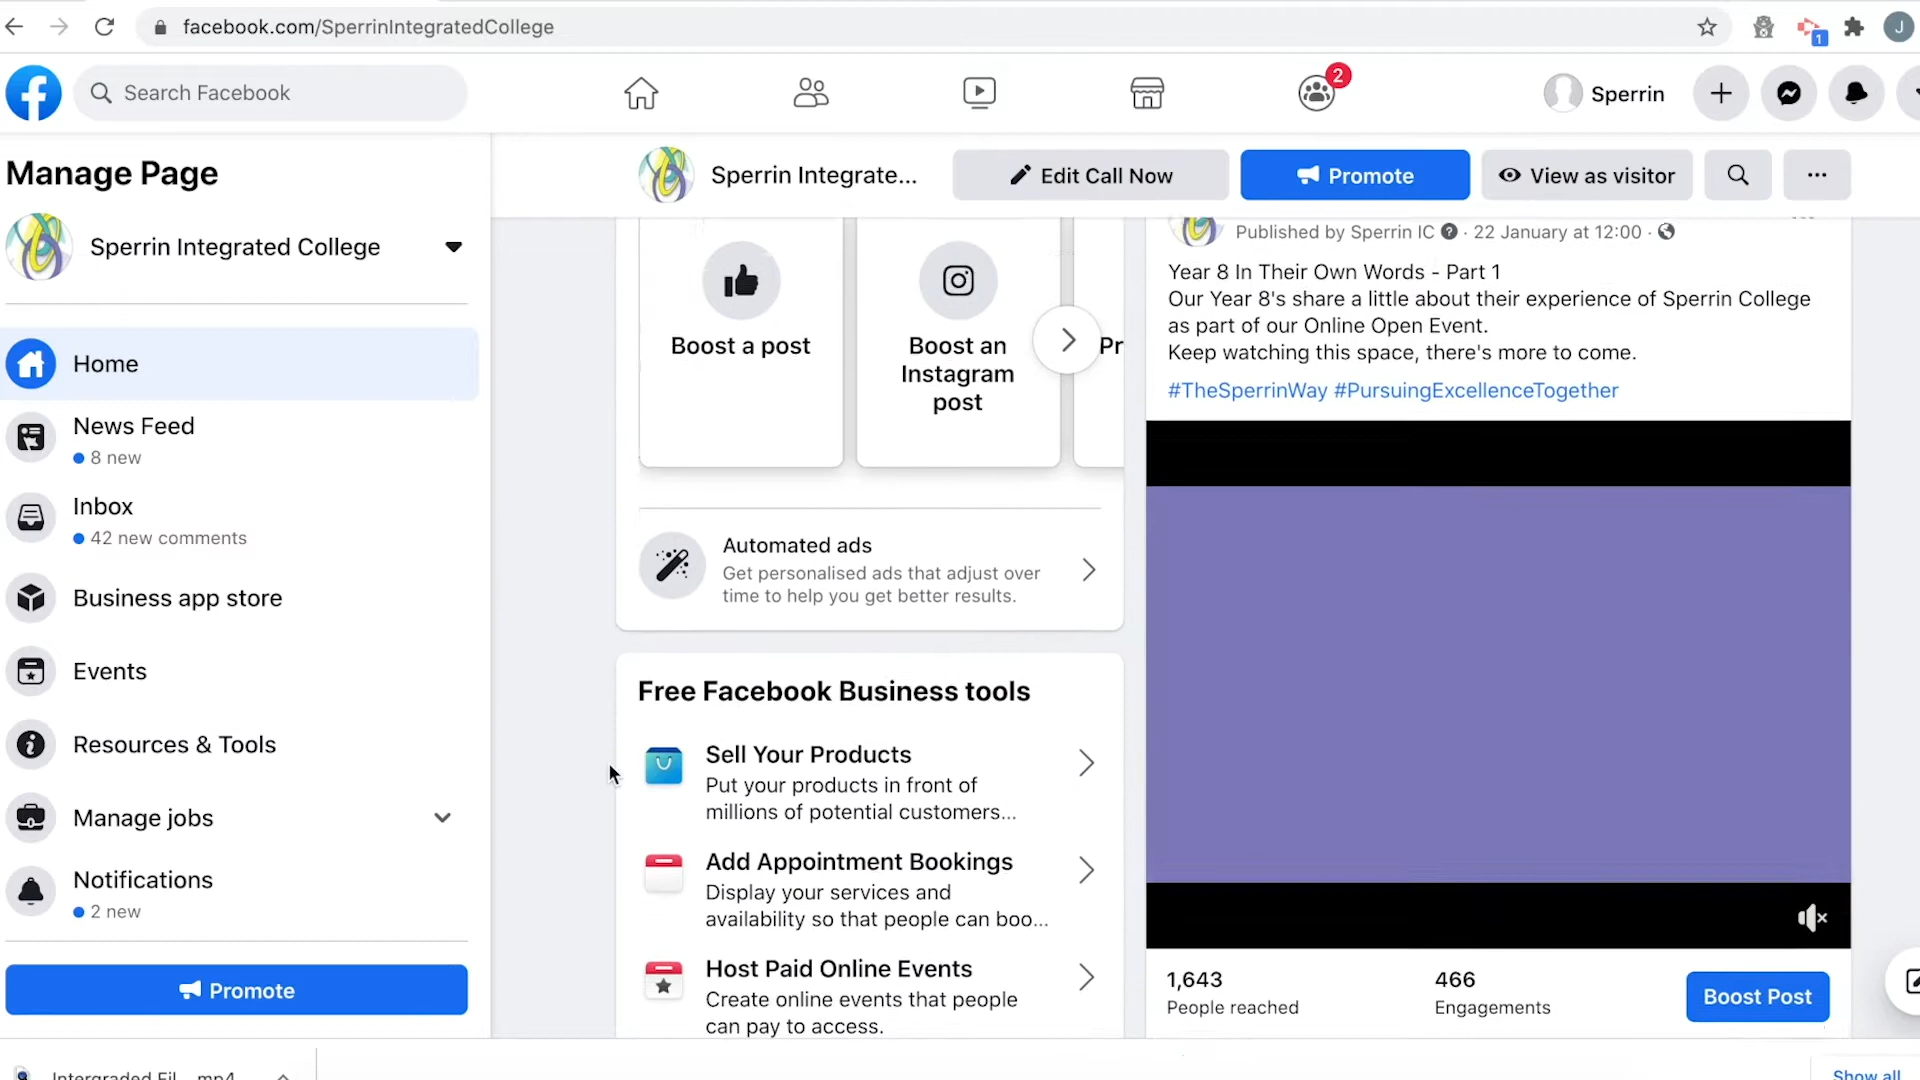 facebook.com/SperrinIntegratedCollege
1
J
Search Facebook
2
Sperrin
Manage Page
Sperrin Integrated College
Home
News Feed
8 new
Inbox
42 new comments
Business app store
Events
Resources & Tools
Manage jobs
Notifications
2 new
Promote
Sperrin Integrate...
Edit Call Now
Promote
View as visitor
Boost a post
Boost an
Instagram
post
Pr
Automated ads
Get personalised ads that adjust over
time to help you get better results.
Free Facebook Business tools
Sell Your Products
Put your products in front of
millions of potential customers...
Add Appointment Bookings
Display your services and
availability so that people can boo...
Host Paid Online Events
Create online events that people
can pay to access.
Published by Sperrin IC · 22 January at 12:00 ·
Year 8 In Their Own Words - Part 1
Our Year 8's share a little about their experience of Sperrin College
as part of our Online Open Event.
Keep watching this space, there's more to come.
#TheSperrinWay #PursuingExcellenceTogether
1,643
People reached
466
Engagements
Boost Post
Intergraded Fil....mp4
Show all